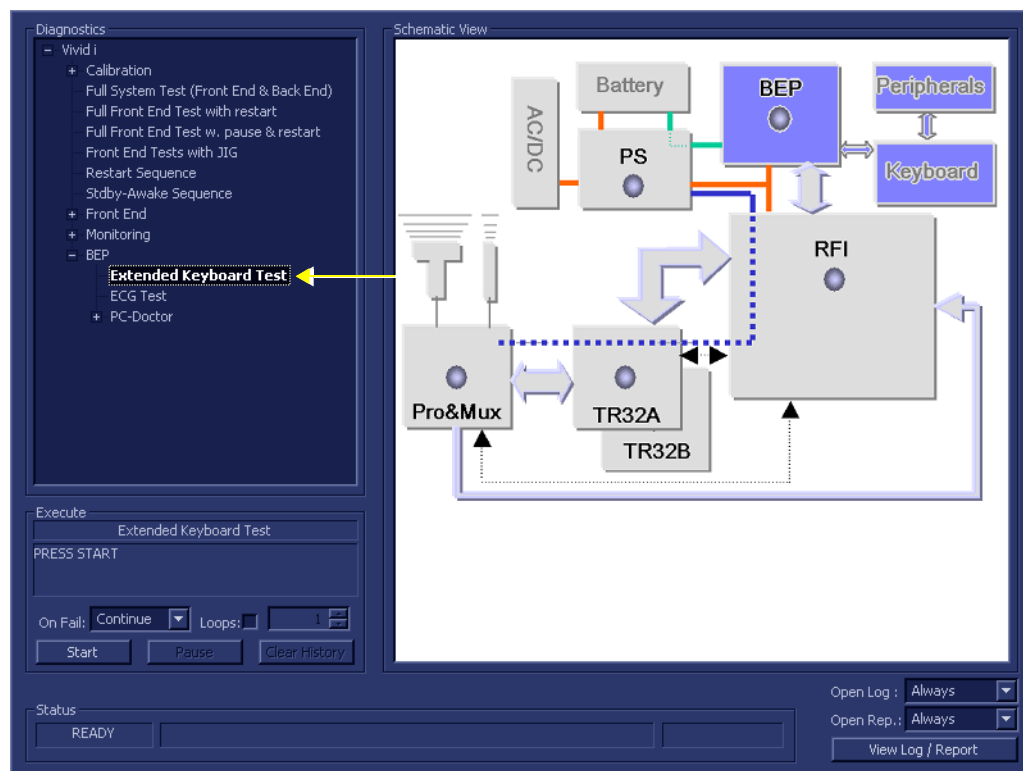 Diagnostics
Vivid i
Calibration
Full System Test (Front End & Back End)
Full Front End Test with restart
Full Front End Test w. pause & restart
Front End Tests with JIG
Restart Sequence
Stdby-Awake Sequence
Front End
Monitoring
BEP
Extended Keyboard Test
ECG Test
PC-Doctor
Execute
Extended Keyboard Test
PRESS START
On Fail: Continue Loops: 1
Start Pause Clear History
Schematic View
Battery
BEP
Peripherals
AC/DC
PS
Keyboard
RFI
Pro&Mux
TR32A
TR32B
Status
READY
Open Log : Always
Open Rep.: Always
View Log / Report